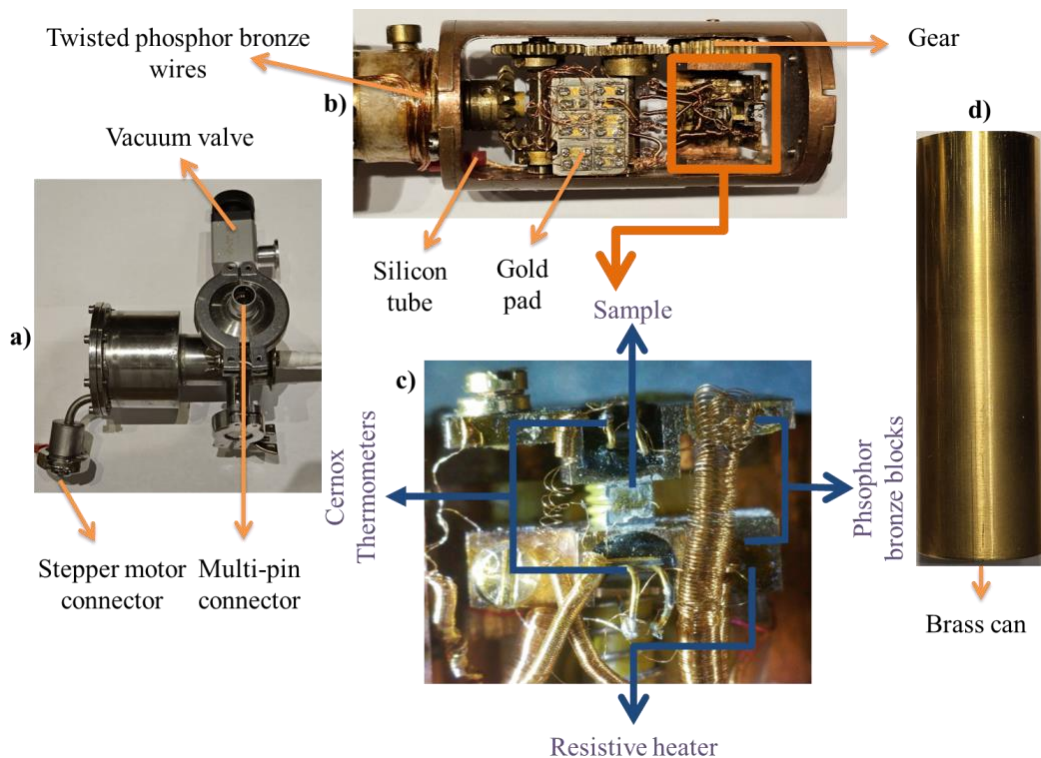 Twisted phosphor bronze
wires
Gear
b)
d)
Vacuum valve
Silicon
tube
Gold
pad
Sample
a)
c)
Cernox
Thermometers
Phsophor
bronze blocks
Stepper motor
connector
Multi-pin
connector
Brass can
Resistive heater